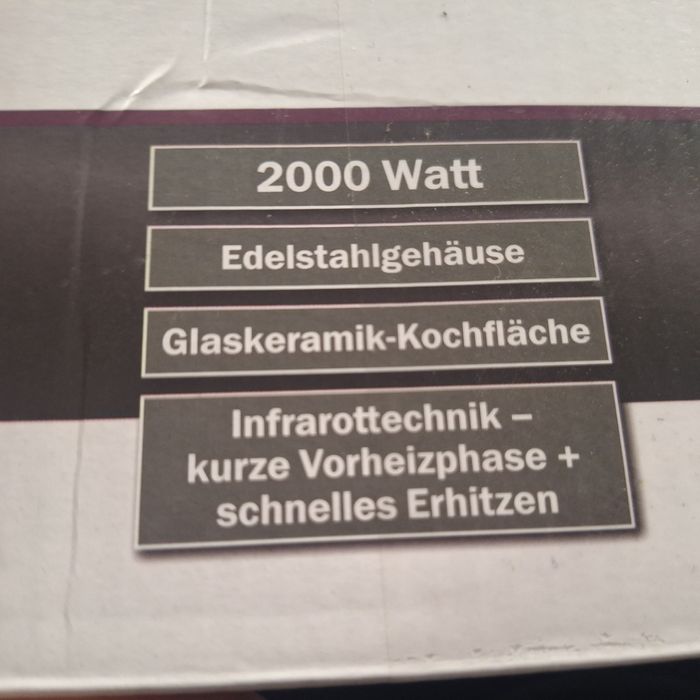 2000 Watt
Edelstahlgehäuse
Glaskeramik-Kochfläche
Infrarottechnik –
kurze Vorheizphase +
schnelles Erhitzen